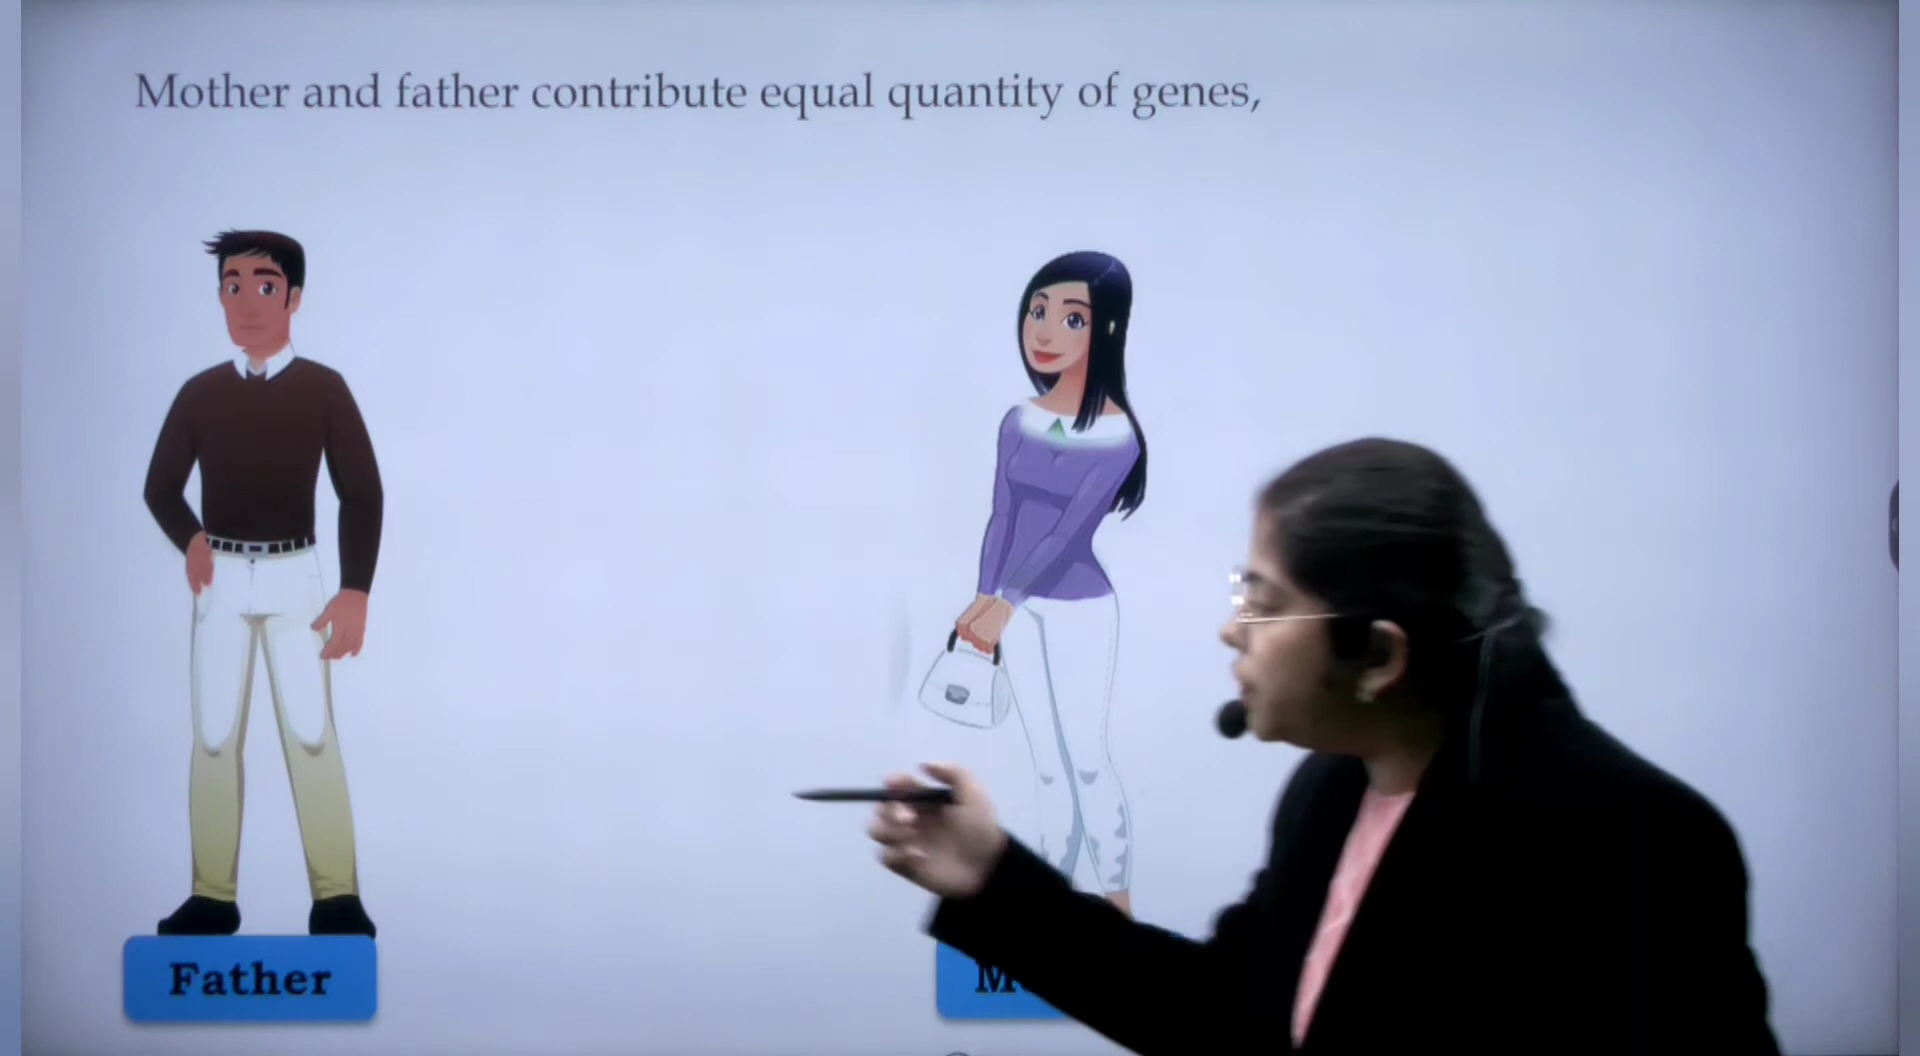 Mother and father contribute equal quantity of genes,
Father